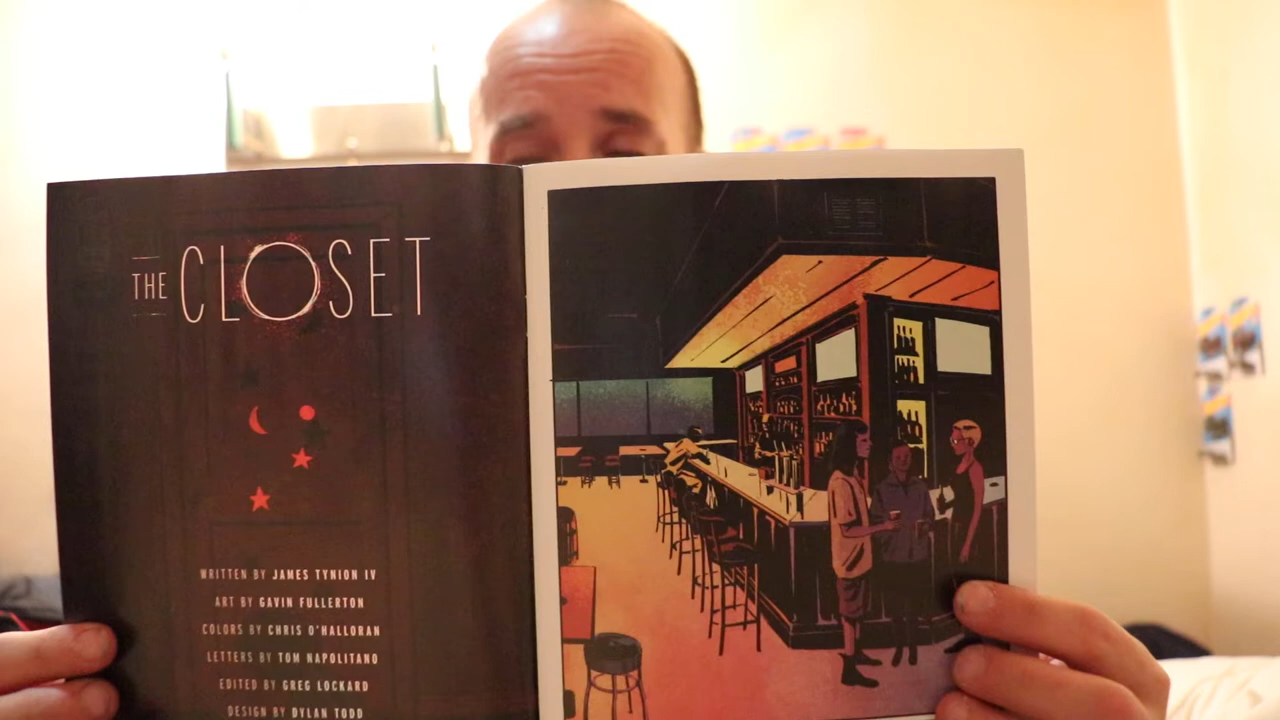 THE CLOSET
WRITTEN BY JAMES TYNION IV
ART BY GAVIN FULLERTON
COLORS BY CHRIS O'HALLORAN
LETTERS BY TOM NAPOLITANO
EDITED BY GREG LOCKARD
DESIGN BY DYLAN TODD